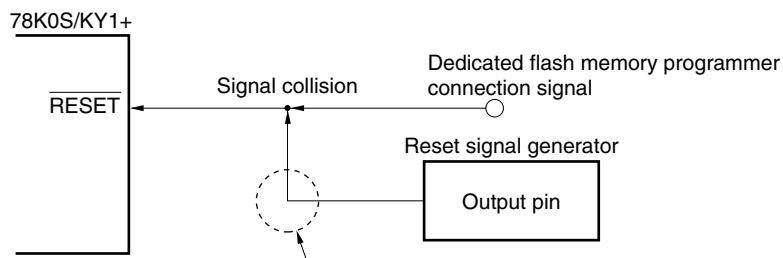 78K0S/KY1+
Dedicated flash memory programmer
connection signal
Signal collision
RESET
Reset signal generator
Output pin